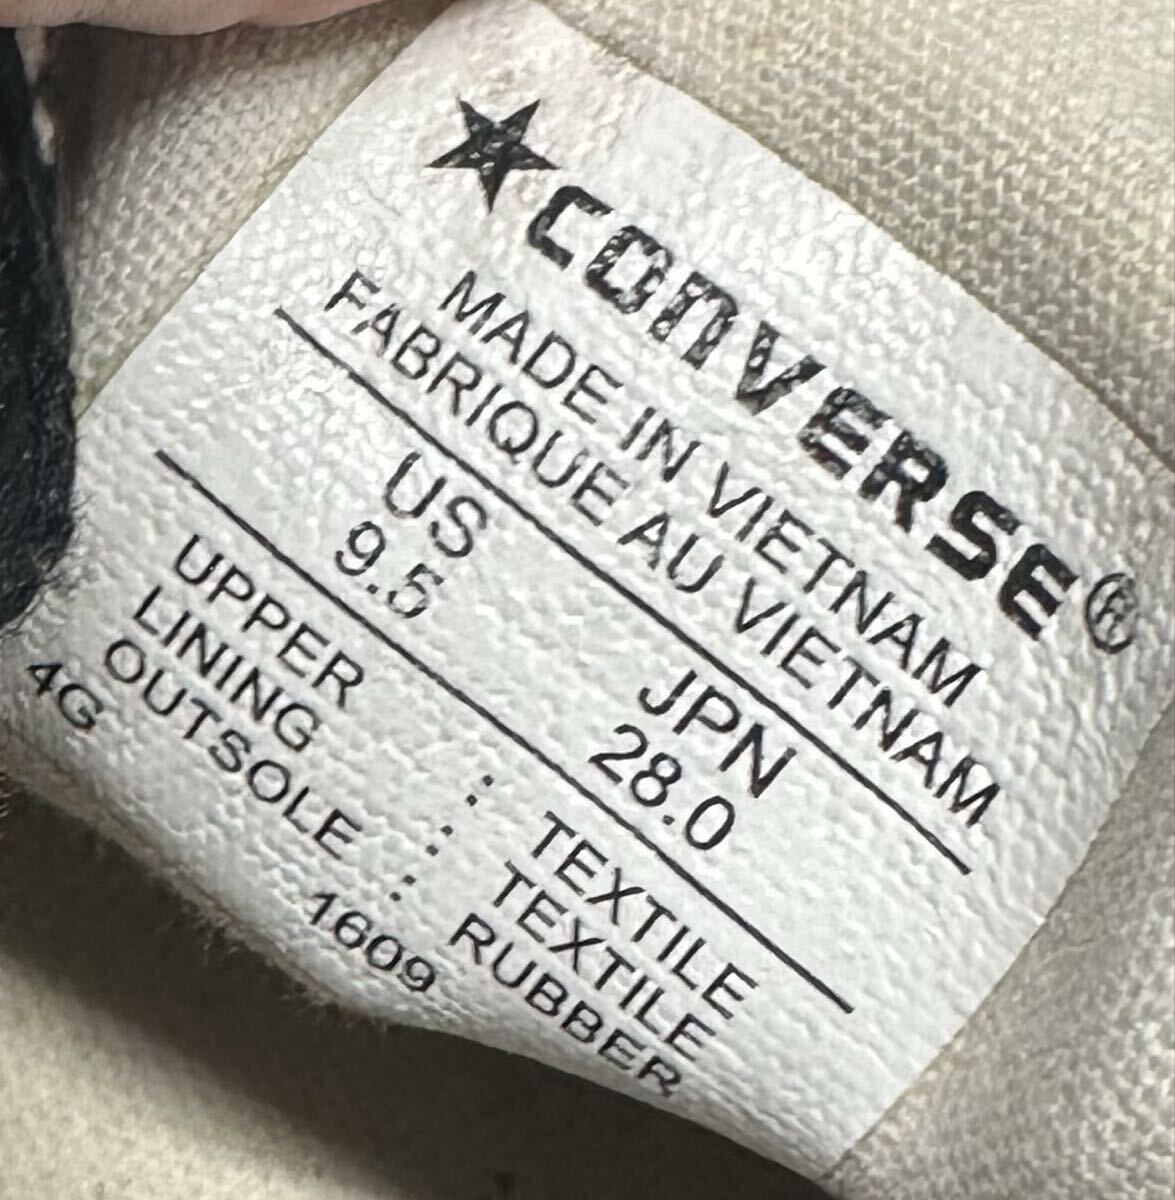 ★CONVERSE®
MADE IN VIETNAM
FABRIQUE AU VIETNAM
US JPN
9.5 28.0
UPPER : TEXTILE
LINING : TEXTILE
OUTSOLE : RUBBER
4G 1609